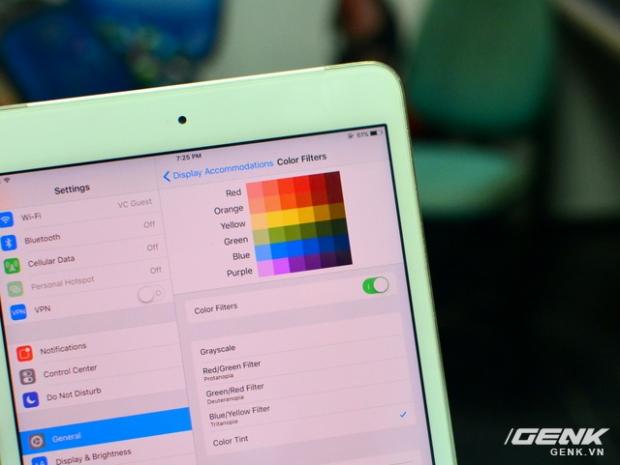 7:25 PM
51%
Settings
Wi-Fi VC Guest
Bluetooth Off
Cellular Data Off
Personal Hotspot Off
VPN VPN
Notifications
Control Center
Do Not Disturb
General
Display & Brightness
Display Accommodations Color Filters
Red
Orange
Yellow
Green
Blue
Purple
Color Filters
Grayscale
Red/Green Filter
Protanopia
Green/Red Filter
Deuteranopia
Blue/Yellow Filter
Tritanopia
Color Tint
GENK
GENK.VN